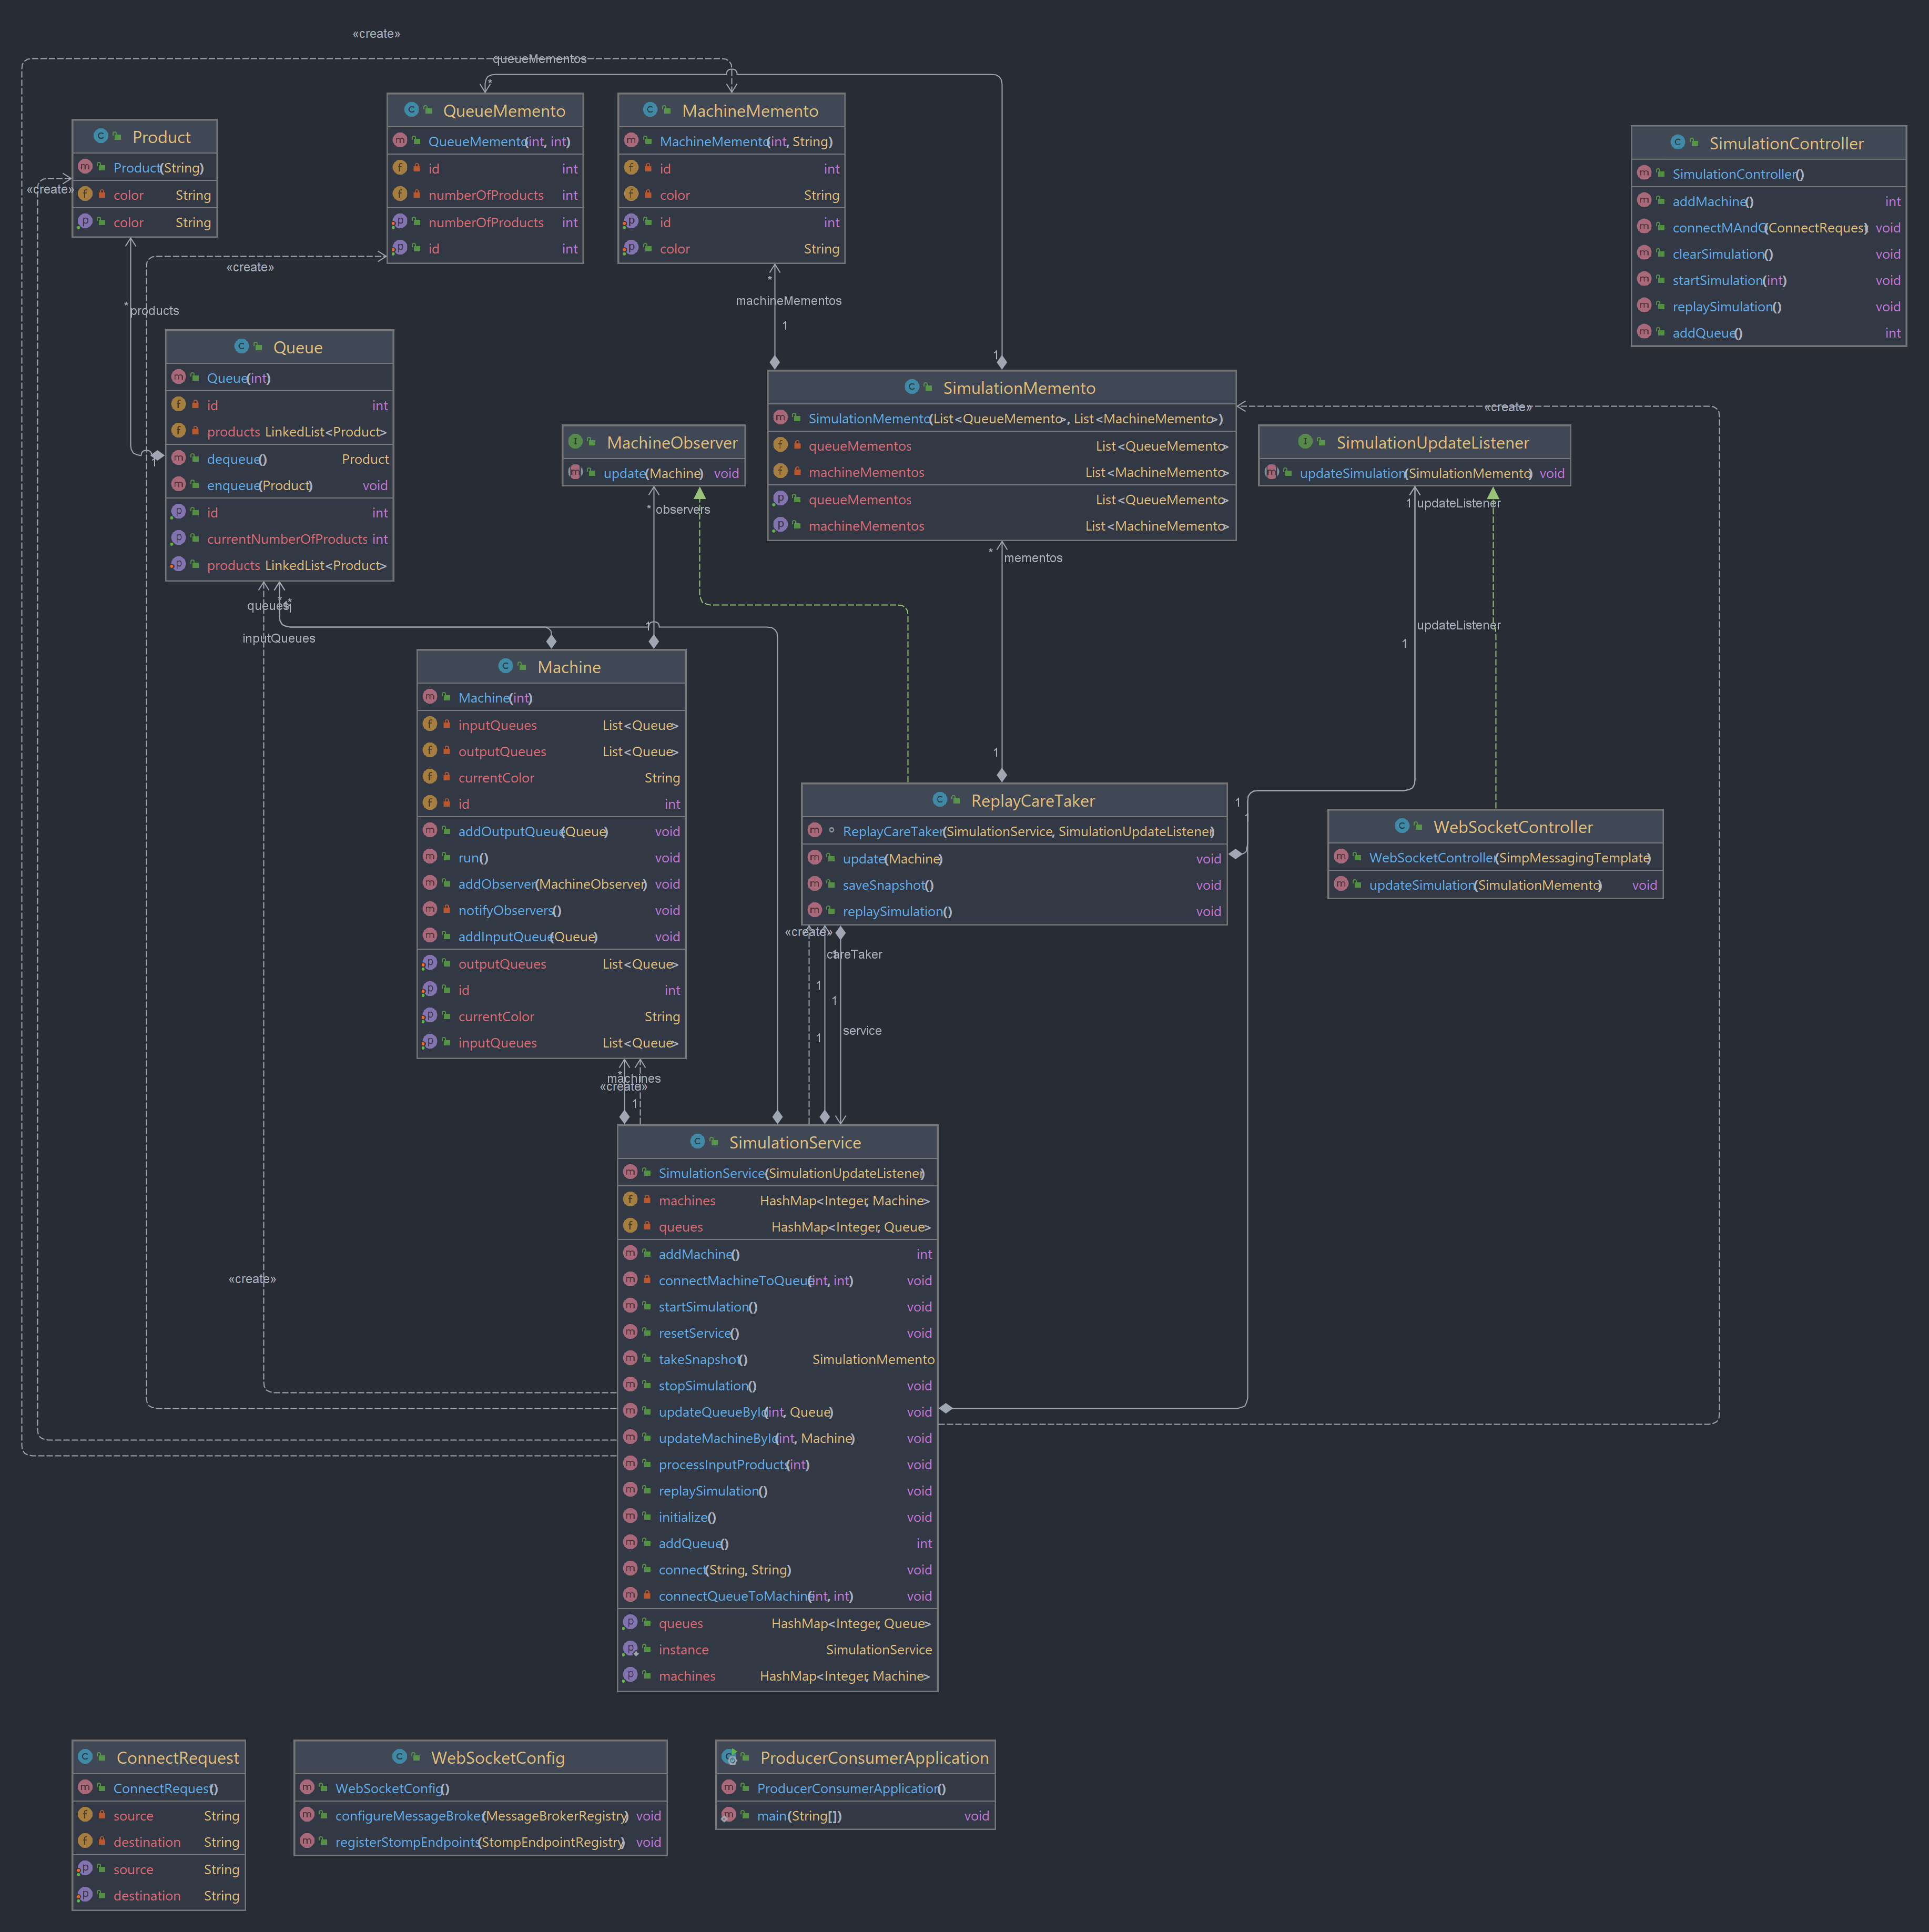 «create»
queueMementos
*
QueueMemento
QueueMemento(int, int)
id int
numberOfProducts int
numberOfProducts int
id int
MachineMemento
MachineMemento(int, String)
id int
color String
id int
color String
Product
Product(String)
color String
color String
«create»
«create»
* products
1
machineMementos
*
1
1
SimulationController
SimulationController()
addMachine() int
connectMAndQ(ConnectRequest) void
clearSimulation() void
startSimulation(int) void
replaySimulation() void
addQueue() int
Queue
Queue(int)
id int
products LinkedList<Product>
dequeue() Product
enqueue(Product) void
id int
currentNumberOfProducts int
products LinkedList<Product>
SimulationMemento
SimulationMemento(List<QueueMemento>, List<MachineMemento>)
queueMementos List<QueueMemento>
machineMementos List<MachineMemento>
queueMementos List<QueueMemento>
machineMementos List<MachineMemento>
«create»
MachineObserver
update(Machine) void
* observers
SimulationUpdateListener
updateSimulation(SimulationMemento) void
1 updateListener
* mementos
queues
inputQueues
1
updateListener
1
Machine
Machine(int)
inputQueues List<Queue>
outputQueues List<Queue>
currentColor String
id int
addOutputQueue(Queue) void
run() void
addObserver(MachineObserver) void
notifyObservers() void
addInputQueue(Queue) void
outputQueues List<Queue>
id int
currentColor String
inputQueues List<Queue>
1
1
ReplayCareTaker
ReplayCareTaker(SimulationService, SimulationUpdateListener)
update(Machine) void
saveSnapshot() void
replaySimulation() void
WebSocketController
WebSocketController(SimpMessagingTemplate)
updateSimulation(SimulationMemento) void
«create»
careTaker
1
1
service
1
machines
«create»
1
SimulationService
SimulationService(SimulationUpdateListener)
machines HashMap<Integer, Machine>
queues HashMap<Integer, Queue>
addMachine() int
connectMachineToQueue(int, int) void
startSimulation() void
resetService() void
takeSnapshot() SimulationMemento
stopSimulation() void
updateQueueById(int, Queue) void
updateMachineById(int, Machine) void
processInputProducts(int) void
replaySimulation() void
initialize() void
addQueue() int
connect(String, String) void
connectQueueToMachine(int, int) void
queues HashMap<Integer, Queue>
instance SimulationService
machines HashMap<Integer, Machine>
«create»
ConnectRequest
ConnectRequest()
source String
destination String
source String
destination String
WebSocketConfig
WebSocketConfig()
configureMessageBroker(MessageBrokerRegistry) void
registerStompEndpoints(StompEndpointRegistry) void
ProducerConsumerApplication
ProducerConsumerApplication()
main(String[]) void